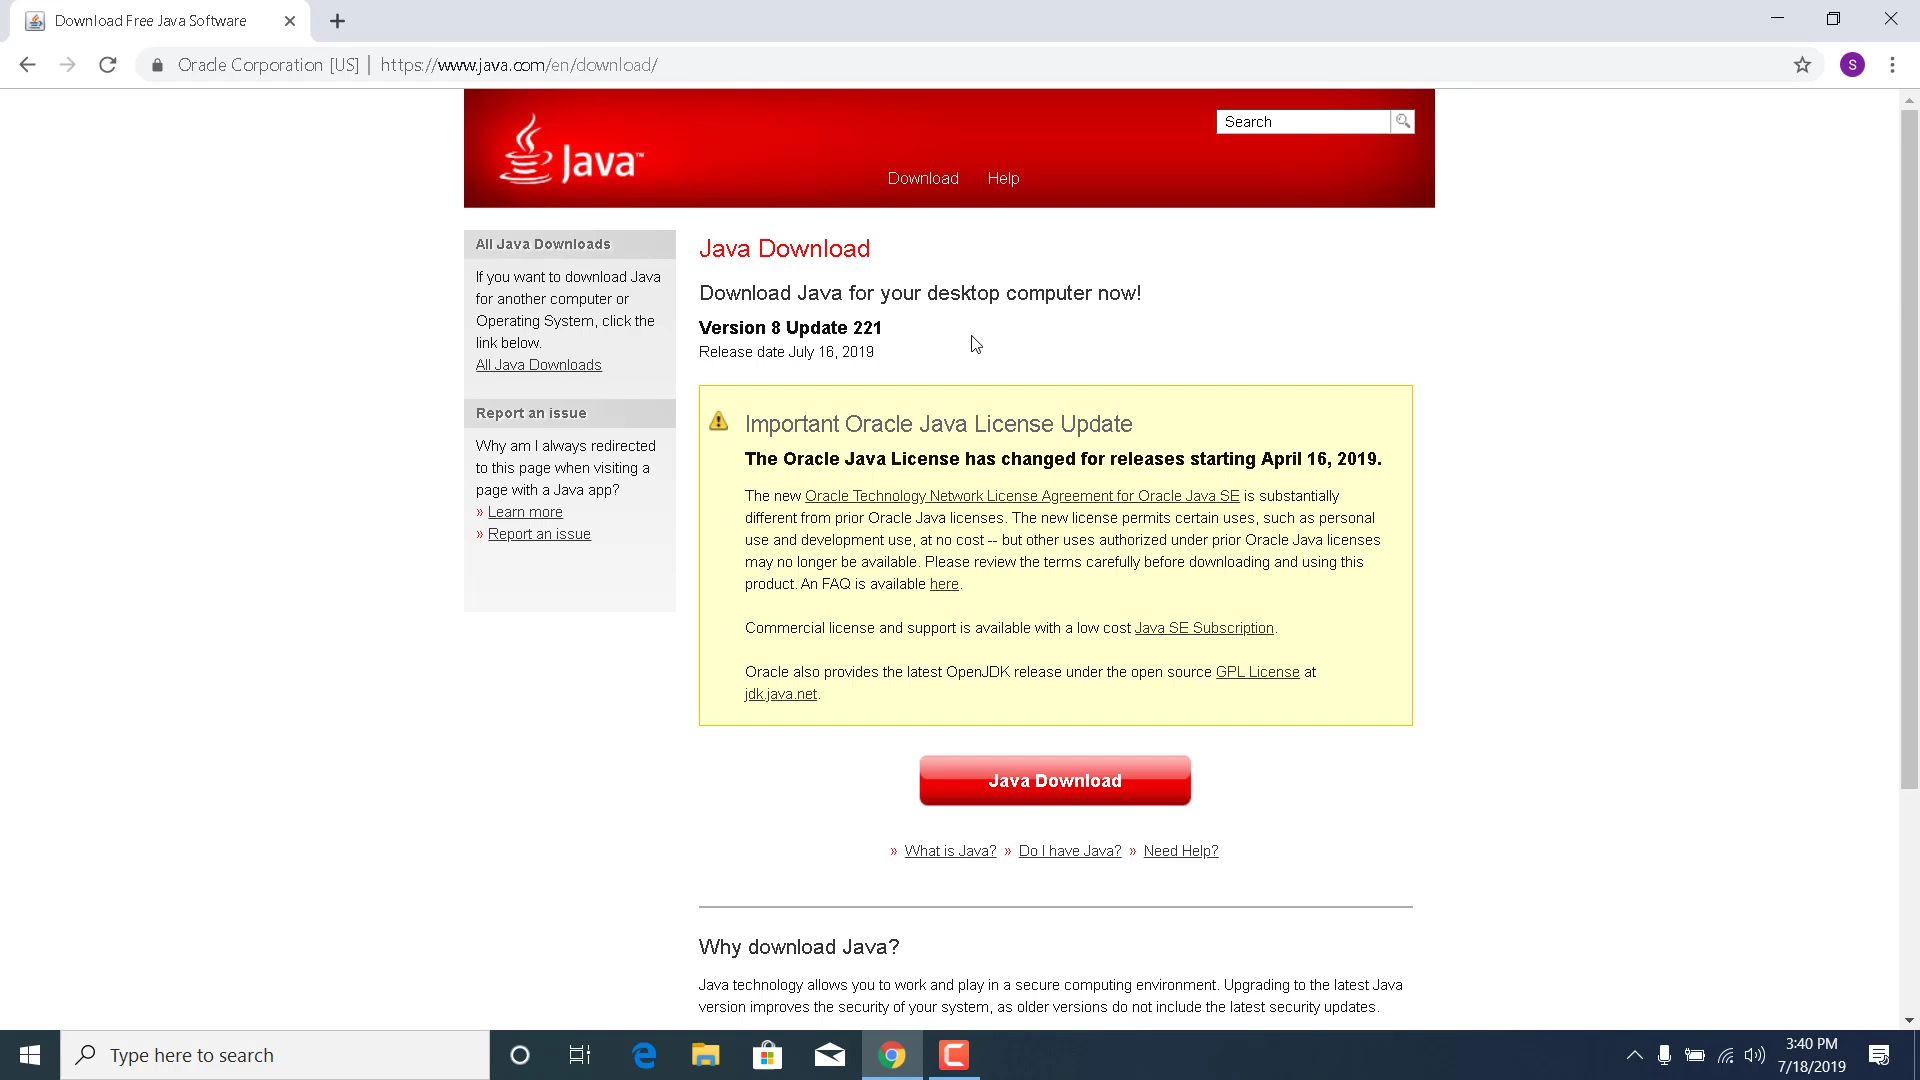 Download Free Java Software
Oracle Corporation [US] | https://www.java.com/en/download/
S
Java™
Search
Download Help
All Java Downloads
If you want to download Java
for another computer or
Operating System, click the
link below.
All Java Downloads
Report an issue
Why am I always redirected
to this page when visiting a
page with a Java app?
» Learn more
» Report an issue
Java Download
Download Java for your desktop computer now!
Version 8 Update 221
Release date July 16, 2019
Important Oracle Java License Update
The Oracle Java License has changed for releases starting April 16, 2019.
The new Oracle Technology Network License Agreement for Oracle Java SE is substantially
different from prior Oracle Java licenses. The new license permits certain uses, such as personal
use and development use, at no cost -- but other uses authorized under prior Oracle Java licenses
may no longer be available. Please review the terms carefully before downloading and using this
product. An FAQ is available here.
Commercial license and support is available with a low cost Java SE Subscription.
Oracle also provides the latest OpenJDK release under the open source GPL License at
jdk.java.net.
Java Download
» What is Java? » Do I have Java? » Need Help?
Why download Java?
Java technology allows you to work and play in a secure computing environment. Upgrading to the latest Java
version improves the security of your system, as older versions do not include the latest security updates.
Type here to search
3:40 PM
7/18/2019